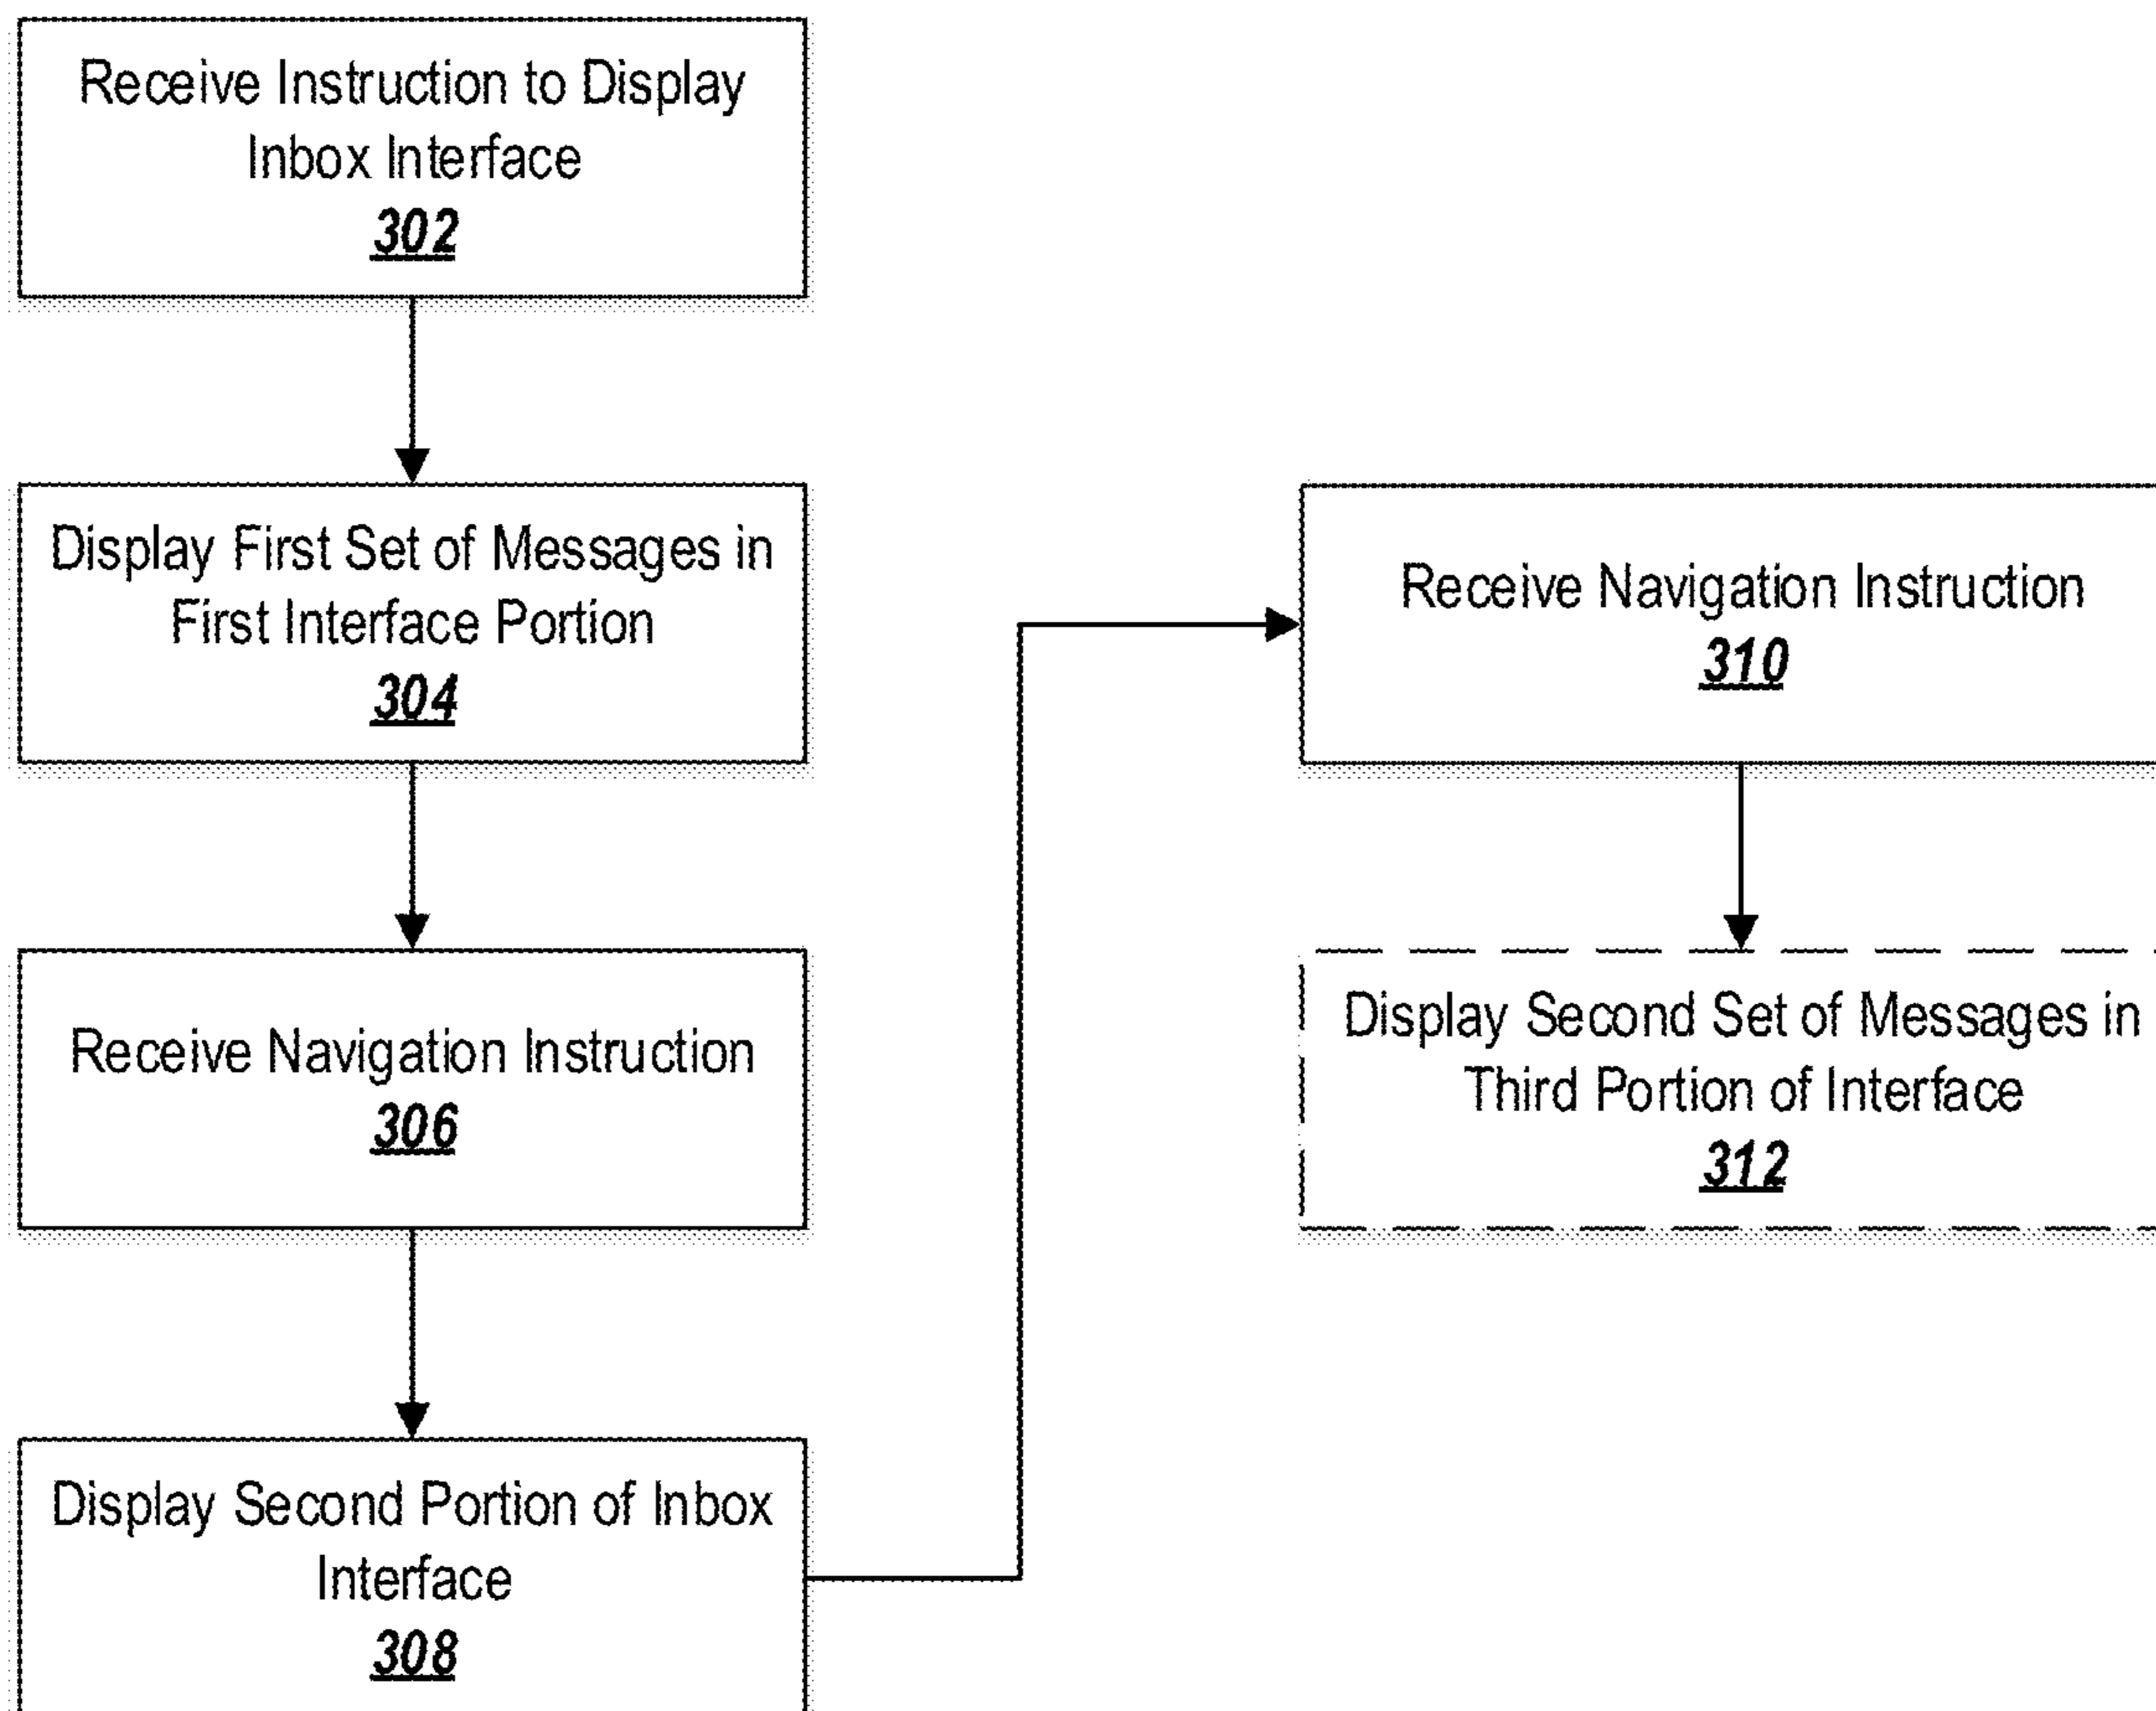 Receive Instruction to Display
Inbox Interface
302
Display First Set of Messages in
First Interface Portion
304
Receive Navigation Instruction
306
Display Second Portion of Inbox
Interface
308
Receive Navigation Instruction
310
Display Second Set of Messages in
Third Portion of Interface
312